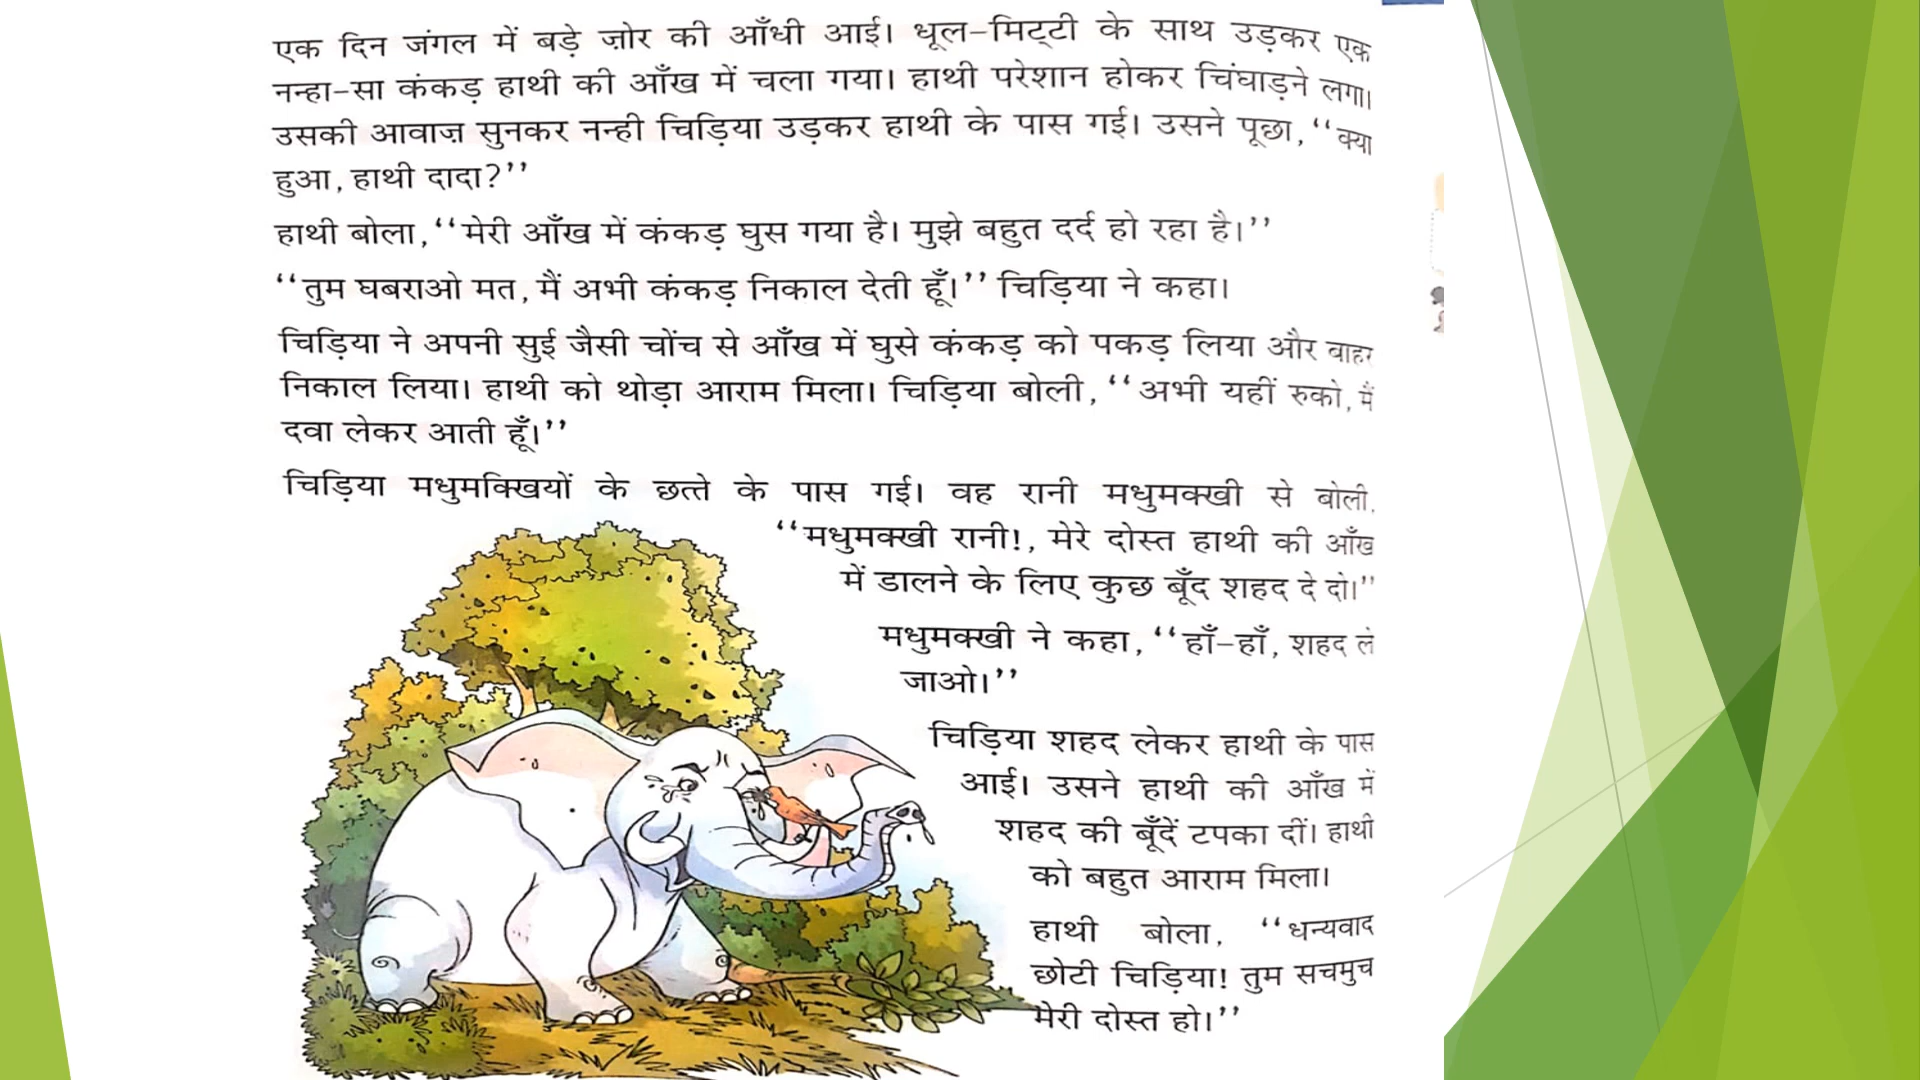 एक दिन जंगल में बड़े ज़ोर की आँधी आई। धूल-मिट्टी के साथ उड़कर एक
नन्हा-सा कंकड़ हाथी की आँख में चला गया। हाथी परेशान होकर चिंघाड़ने लगा।
उसकी आवाज़ सुनकर नन्ही चिड़िया उड़कर हाथी के पास गई। उसने पूछा, ‘‘क्या
हुआ, हाथी दादा?’’
हाथी बोला, ‘‘मेरी आँख में कंकड़ घुस गया है। मुझे बहुत दर्द हो रहा है।’’
‘‘तुम घबराओ मत, मैं अभी कंकड़ निकाल देती हूँ।’’ चिड़िया ने कहा।
चिड़िया ने अपनी सुई जैसी चोंच से आँख में घुसे कंकड़ को पकड़ लिया और बाहर
निकाल लिया। हाथी को थोड़ा आराम मिला। चिड़िया बोली, ‘‘अभी यहीं रुको, मैं
दवा लेकर आती हूँ।’’
चिड़िया मधुमक्खियों के छत्ते के पास गई। वह रानी मधुमक्खी से बोली,
‘‘मधुमक्खी रानी!, मेरे दोस्त हाथी की आँख
में डालने के लिए कुछ बूँद शहद दे दो।’’
मधुमक्खी ने कहा, ‘‘हाँ-हाँ, शहद ले
जाओ।’’
चिड़िया शहद लेकर हाथी के पास
आई। उसने हाथी की आँख में
शहद की बूँदें टपका दीं। हाथी
को बहुत आराम मिला।
हाथी बोला, ‘‘धन्यवाद
छोटी चिड़िया! तुम सचमुच
मेरी दोस्त हो।’’